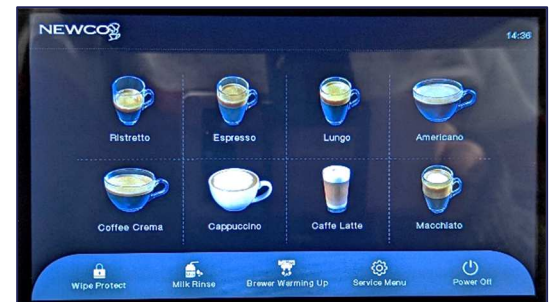 NEWCO
14:36
Ristretto Espresso Lungo Americano
Coffee Crema Cappuccino Caffe Latte Macchiato
Wipe Protect Milk Rinse Brewer Warming Up Service Menu Power Off